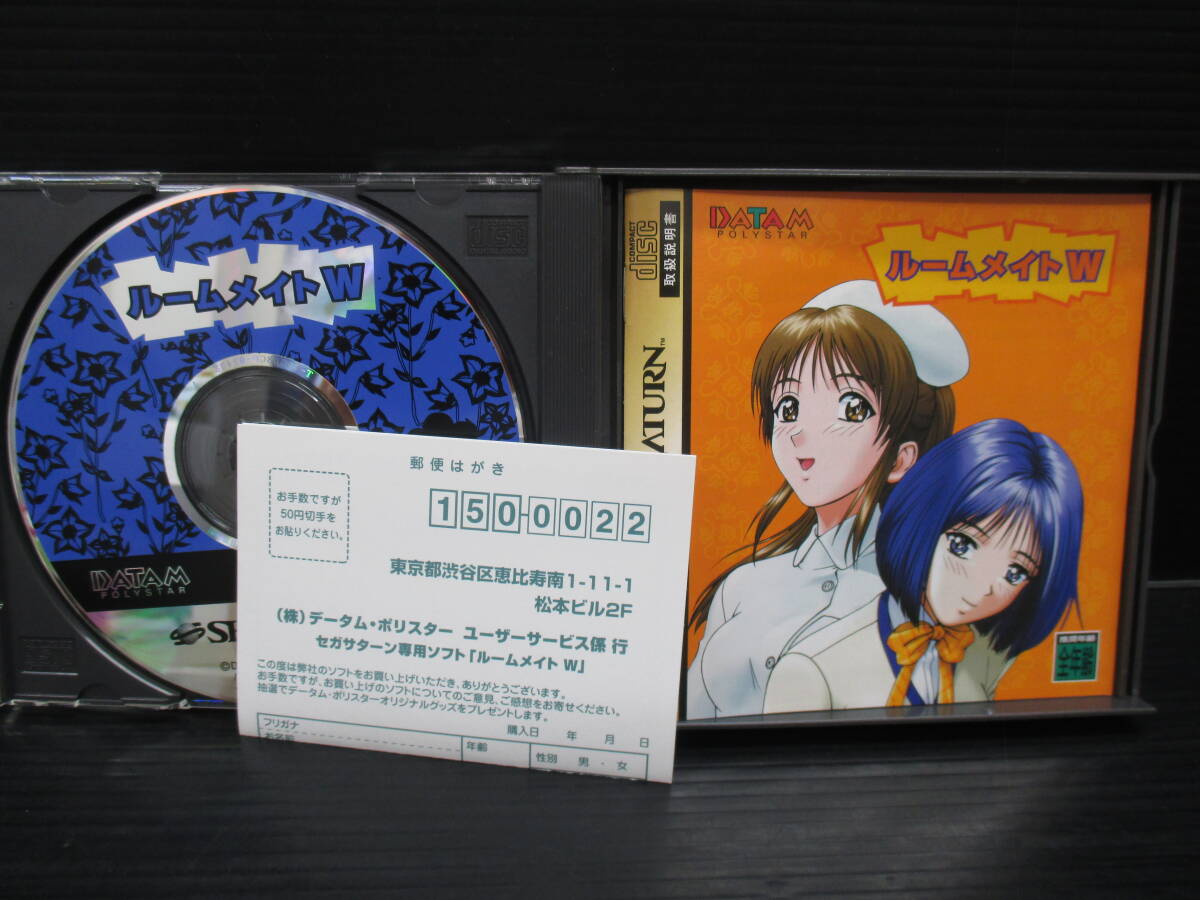 ルームメイト W
DATAM
POLYSTAR
COMPACT
disc
取扱説明書
DATAM
POLYSTAR
ルームメイト W
推奨年齢
郵便はがき
お手数ですが
50円切手を
お貼りください。
150-0022
東京都渋谷区恵比寿南1-11-1
松本ビル2F
(株)データム・ポリスター ユーザーサービス係 行
セガサターン専用ソフト「ルームメイト W」
この度は弊社のソフトをお買い上げいただき、ありがとうございます。
お手数ですが、お買い上げのソフトについてのご意見、ご感想をお寄せください。
抽選でデータム・ポリスターオリジナルグッズをプレゼントします。
購入日 年 月 日
フリガナ
お名前
年齢
性別 男・女